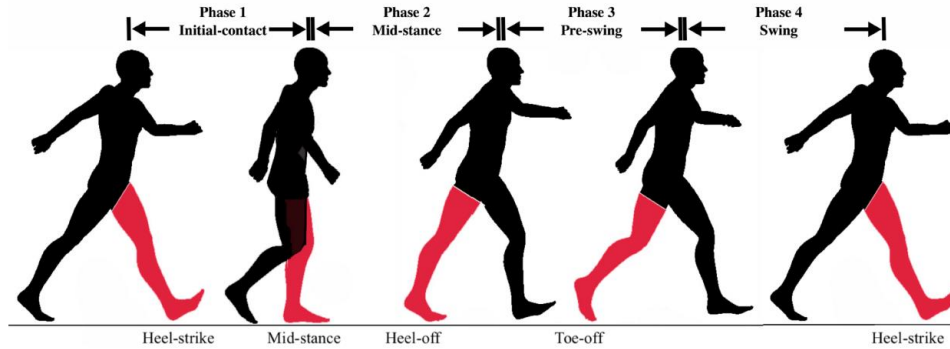 Phase 1
Initial-contact
Phase 2
Mid-stance
Phase 3
Pre-swing
Phase 4
Swing
Heel-strike
Mid-stance
Heel-off
Toe-off
Heel-strike